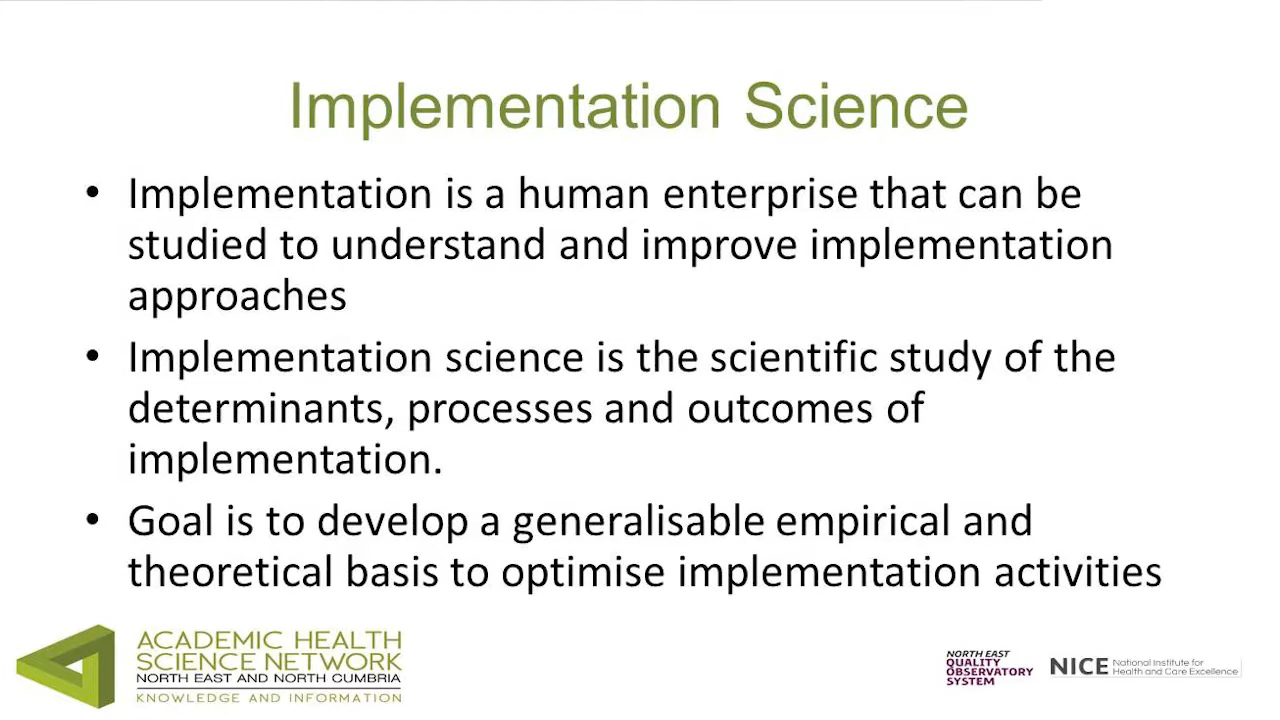 Implementation Science
• Implementation is a human enterprise that can be
studied to understand and improve implementation
approaches
• Implementation science is the scientific study of the
determinants, processes and outcomes of
implementation.
• Goal is to develop a generalisable empirical and
theoretical basis to optimise implementation activities
ACADEMIC HEALTH
SCIENCE NETWORK
NORTH EAST AND NORTH CUMBRIA
KNOWLEDGE AND INFORMATION
NORTH EAST
QUALITY
OBSERVATORY
SYSTEM
NICE National Institute for
Health and Care Excellence